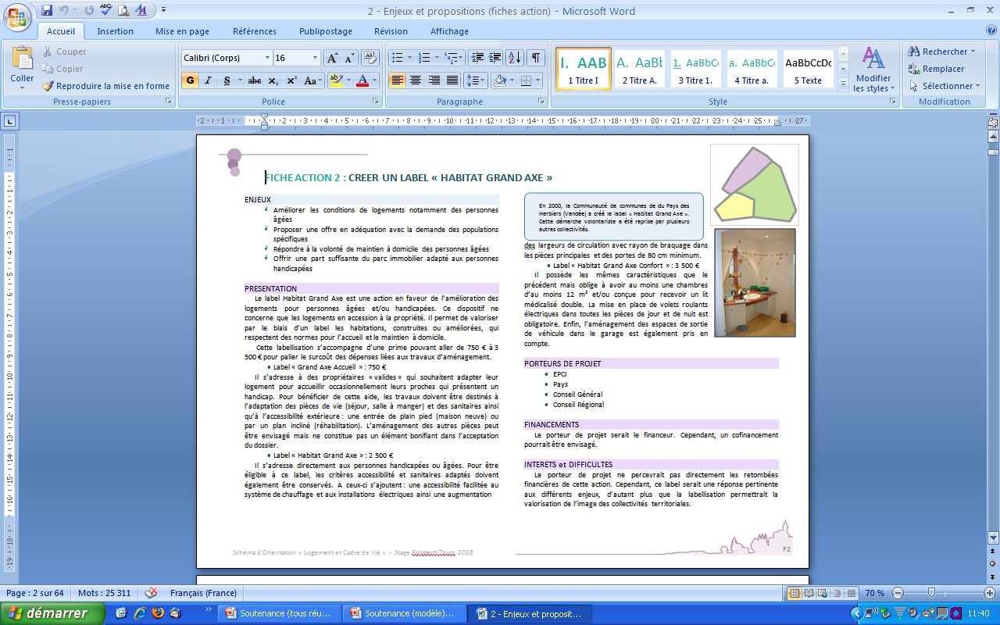 2 - Enjeux et propositions (fiches action) - Microsoft Word
Accueil
Insertion
Mise en page
Références
Publipostage
Révision
Affichage
Coller
Couper
Copier
Reproduire la mise en forme
Presse-papiers
Calibri (Corps)
16
Police
Paragraphe
I. AAB
1 Titre I
A. AaBb
2 Titre A.
1. AaBbCc
3 Titre 1.
a. AaBbCc
4 Titre a.
AaBbCcDc
5 Texte
Modifier
les styles
Style
Rechercher
Remplacer
Sélectionner
Modification
FICHE ACTION 2 : CREER UN LABEL « HABITAT GRAND AXE »
ENJEUX
Améliorer les conditions de logements notamment des personnes
âgées
Proposer une offre en adéquation avec la demande des populations
spécifiques
Répondre à la volonté de maintien à domicile des personnes âgées
Offrir une part suffisante du parc immobilier adapté aux personnes
handicapées
PRESENTATION
Le label Habitat Grand Axe est une action en faveur de l'amélioration des
logements pour personnes âgées et/ou handicapées. Ce dispositif ne
concerne que les logements en accession à la propriété. Il permet de valoriser
par le biais d'un label les habitations, construites ou améliorées, qui
respectent des normes pour l'accueil et le maintien à domicile.
Cette labellisation s'accompagne d'une prime pouvant aller de 750 € à 3
500 € pour palier le surcoût des dépenses liées aux travaux d'aménagement.
• Label « Grand Axe Accueil » : 750 €
Il s'adresse à des propriétaires « valides » qui souhaitent adapter leur
logement pour accueillir occasionnellement leurs proches qui présentent un
handicap. Pour bénéficier de cette aide, les travaux doivent être destinés à
l'adaptation des pièces de vie (séjour, salle à manger) et des sanitaires ainsi
qu'à l'accessibilité extérieure : une entrée de plain pied (maison neuve) ou
par un plan incliné (réhabilitation). L'aménagement des autres pièces peut
être envisagé mais ne constitue pas un élément bonifiant dans l'acceptation
du dossier.
• Label « Habitat Grand Axe » : 2 500 €
Il s'adresse directement aux personnes handicapées ou âgées. Pour être
éligible à ce label, les critères accessibilité et sanitaires adaptés doivent
également être conservés. A ceux-ci s'ajoutent : une accessibilité facilitée au
système de chauffage et aux installations électriques ainsi une augmentation
En 2000, la Communauté de communes de du Pays des
Herbiers (Vendée) a créé le label « Habitat Grand Axe ».
Cette démarche volontariste a été reprise par plusieurs
autres collectivités.
des largeurs de circulation avec rayon de braquage dans
les pièces principales et des portes de 80 cm minimum.
• Label « Habitat Grand Axe Confort » : 3 500 €
Il possède les mêmes caractéristiques que le
précédent mais oblige à avoir au moins une chambres
d'au moins 12 m² et/ou conçue pour recevoir un lit
médicalisé double. La mise en place de volets roulants
électriques dans toutes les pièces de jour et de nuit est
obligatoire. Enfin, l'aménagement des espaces de sortie
de véhicule dans le garage est également pris en
compte.
PORTEURS DE PROJET
• EPCI
• Pays
• Conseil Général
• Conseil Régional
FINANCEMENTS
Le porteur de projet serait le financeur. Cependant, un cofinancement
pourrait être envisagé.
INTERETS et DIFFICULTES
Le porteur de projet ne percevrait pas directement les retombées
financières de cette action. Cependant, ce label serait une réponse pertinente
aux différents enjeux, d'autant plus que la labellisation permettrait la
valorisation de l'image des collectivités territoriales.
Schéma d'Orientation « Logement et Cadre de Vie » - Stage Polytech'Tours 2008
F2
Page : 2 sur 64
Mots : 25 311
Français (France)
70 %
démarrer
Soutenance (tous réu...
Soutenance (modèle)...
2 - Enjeux et proposit...
11:40